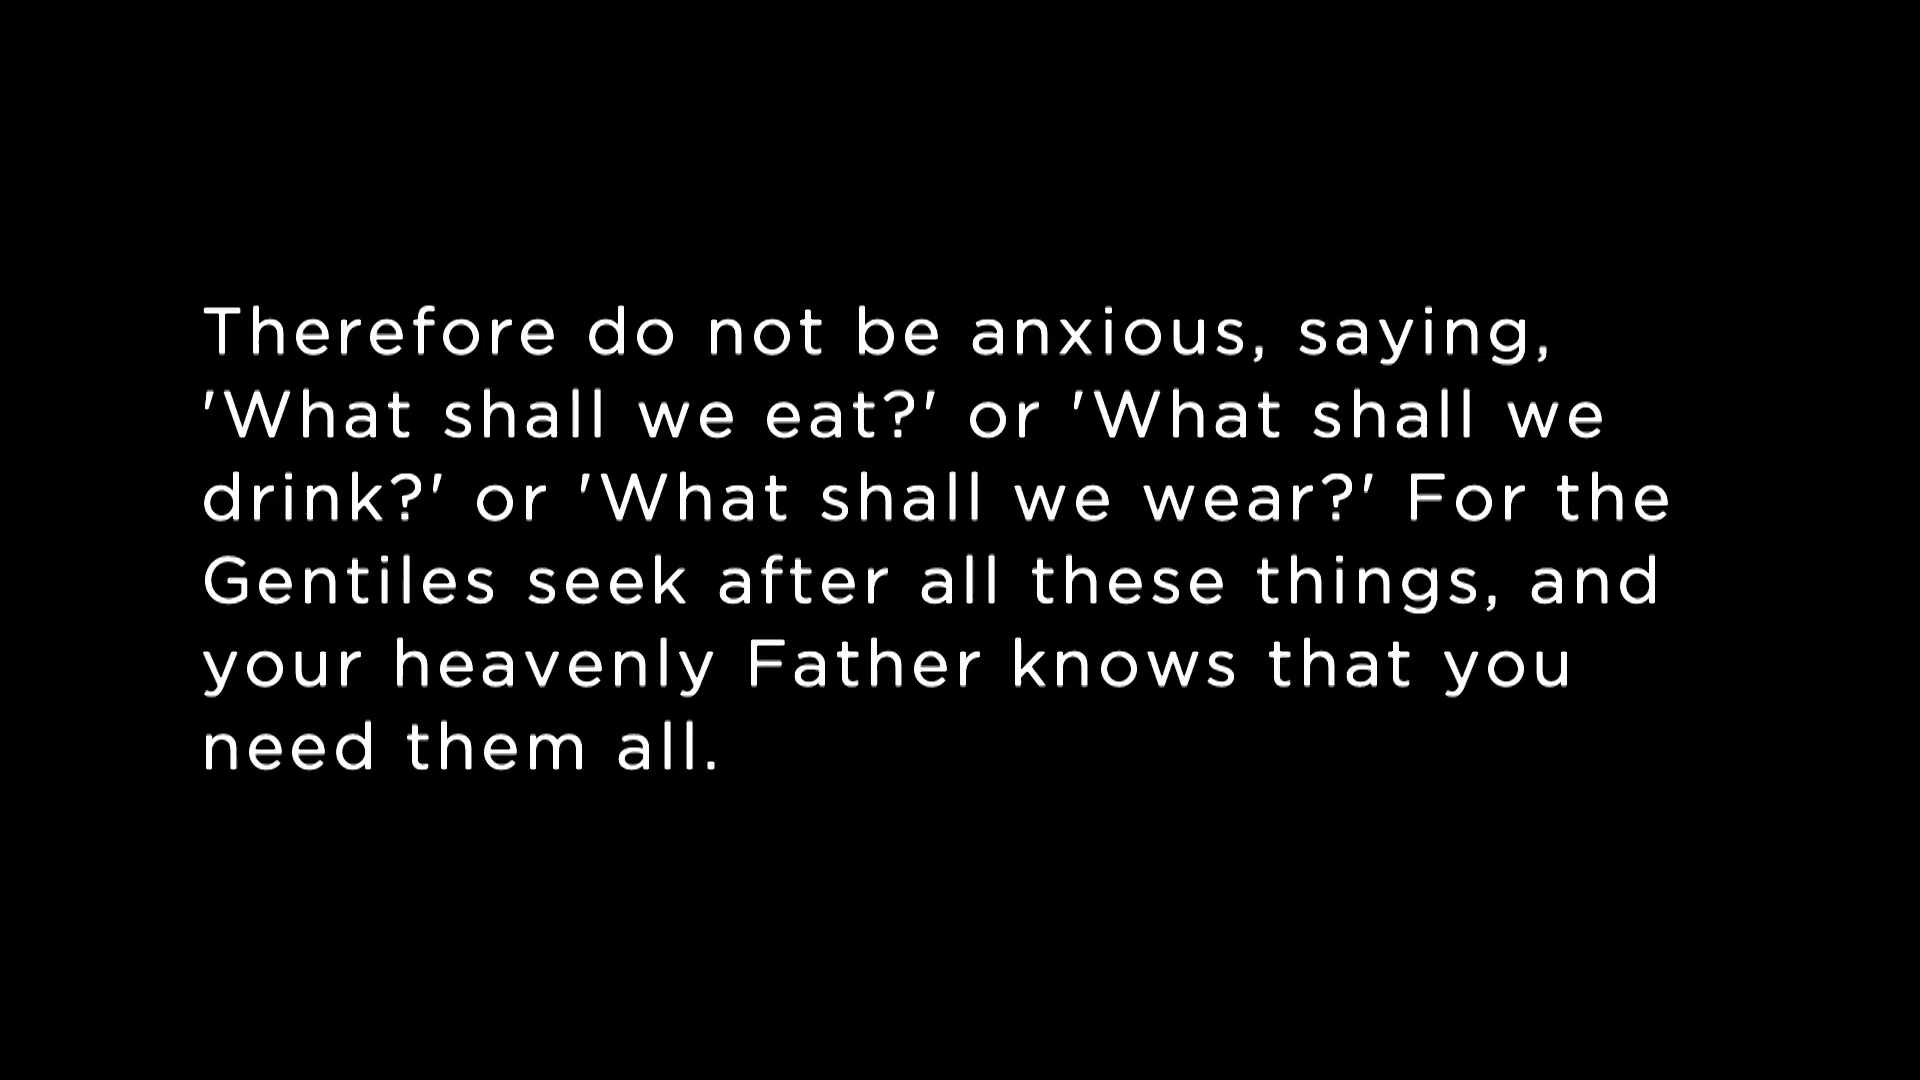 Therefore do not be anxious, saying,
'What shall we eat?' or 'What shall we
drink?' or 'What shall we wear?' For the
Gentiles seek after all these things, and
your heavenly Father knows that you
need them all.